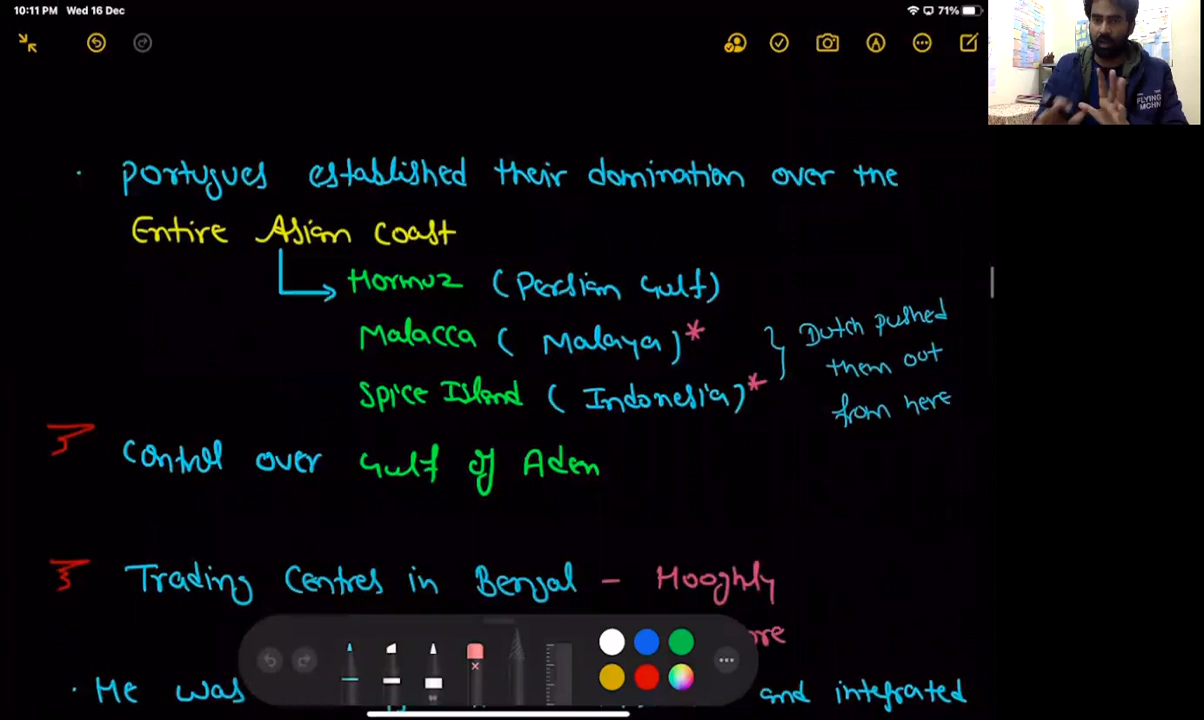 10:11 PM Wed 16 Dec
71%
FLYING
MCHN
· Portugues established their domination over the
Entire Asian Coast
Hormuz (Persian Gulf)
Malacca (Malaya)*
Spice Island (Indonesia)*
Dutch pushed
them out
from here
Control over Gulf of Aden
Trading Centres in Bengal - Hooghly
· He was
and integrated